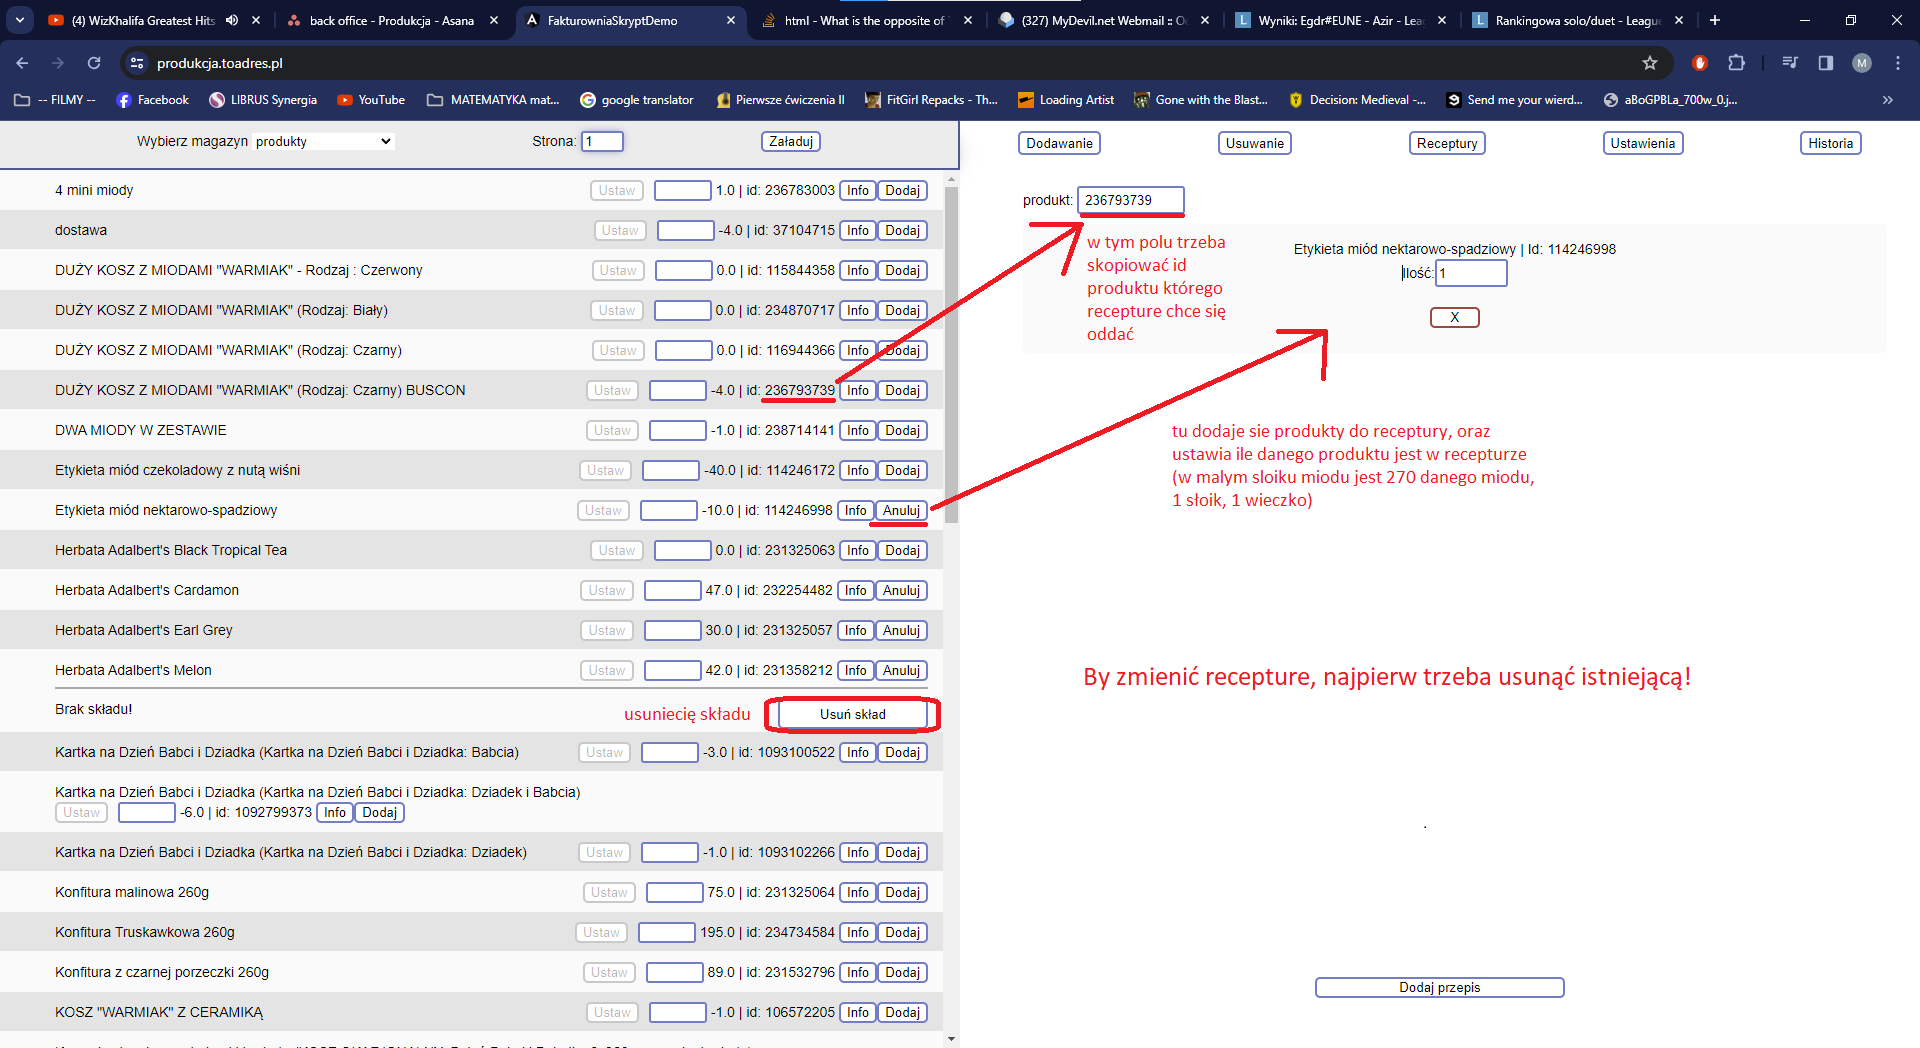 (4) WizKhalifa Greatest Hits
back office - Produkcja - Asana
FakturowniaSkryptDemo
html - What is the opposite of
(327) MyDevil.net Webmail :: O
Wyniki: Egdr#EUNE - Azir - Lea
Rankingowa solo/duet - League
produkcja.toadres.pl
M
-- FILMY --
Facebook
LIBRUS Synergia
YouTube
MATEMATYKA mat...
google translator
Pierwsze ćwiczenia II
FitGirl Repacks - Th...
Loading Artist
Gone with the Blast...
Decision: Medieval -...
Send me your wierd...
aBoGPBLa_700w_0.j...
Wybierz magazyn produkty
Strona: 1
Załaduj
4 mini miody Ustaw 1.0 | id: 236783003 Info Dodaj
dostawa Ustaw -4.0 | id: 37104715 Info Dodaj
DUŻY KOSZ Z MIODAMI "WARMIAK" - Rodzaj : Czerwony Ustaw 0.0 | id: 115844358 Info Dodaj
DUŻY KOSZ Z MIODAMI "WARMIAK" (Rodzaj: Biały) Ustaw 0.0 | id: 234870717 Info Dodaj
DUŻY KOSZ Z MIODAMI "WARMIAK" (Rodzaj: Czarny) Ustaw 0.0 | id: 116944366 Info Dodaj
DUŻY KOSZ Z MIODAMI "WARMIAK" (Rodzaj: Czarny) BUSCON Ustaw -4.0 | id: 236793739 Info Dodaj
DWA MIODY W ZESTAWIE Ustaw -1.0 | id: 238714141 Info Dodaj
Etykieta miód czekoladowy z nutą wiśni Ustaw -40.0 | id: 114246172 Info Dodaj
Etykieta miód nektarowo-spadziowy Ustaw -10.0 | id: 114246998 Info Anuluj
Herbata Adalbert's Black Tropical Tea Ustaw 0.0 | id: 231325063 Info Dodaj
Herbata Adalbert's Cardamon Ustaw 47.0 | id: 232254482 Info Anuluj
Herbata Adalbert's Earl Grey Ustaw 30.0 | id: 231325057 Info Anuluj
Herbata Adalbert's Melon Ustaw 42.0 | id: 231358212 Info Anuluj
Brak składu! usuniecię składu Usuń skład
Kartka na Dzień Babci i Dziadka (Kartka na Dzień Babci i Dziadka: Babcia) Ustaw -3.0 | id: 1093100522 Info Dodaj
Kartka na Dzień Babci i Dziadka (Kartka na Dzień Babci i Dziadka: Dziadek i Babcia)
Ustaw -6.0 | id: 1092799373 Info Dodaj
Kartka na Dzień Babci i Dziadka (Kartka na Dzień Babci i Dziadka: Dziadek) Ustaw -1.0 | id: 1093102266 Info Dodaj
Konfitura malinowa 260g Ustaw 75.0 | id: 231325064 Info Dodaj
Konfitura Truskawkowa 260g Ustaw 195.0 | id: 234734584 Info Dodaj
Konfitura z czarnej porzeczki 260g Ustaw 89.0 | id: 231532796 Info Dodaj
KOSZ "WARMIAK" Z CERAMIKĄ Ustaw -1.0 | id: 106572205 Info Dodaj
Dodawanie
Usuwanie
Receptury
Ustawienia
Historia
produkt: 236793739
w tym polu trzeba
skopiować id
produktu którego
recepture chce się
oddać
Etykieta miód nektarowo-spadziowy | Id: 114246998
Ilość: 1
X
tu dodaje sie produkty do receptury, oraz
ustawia ile danego produktu jest w recepturze
(w malym sloiku miodu jest 270 danego miodu,
1 słoik, 1 wieczko)
By zmienić recepture, najpierw trzeba usunąć istniejącą!
.
Dodaj przepis